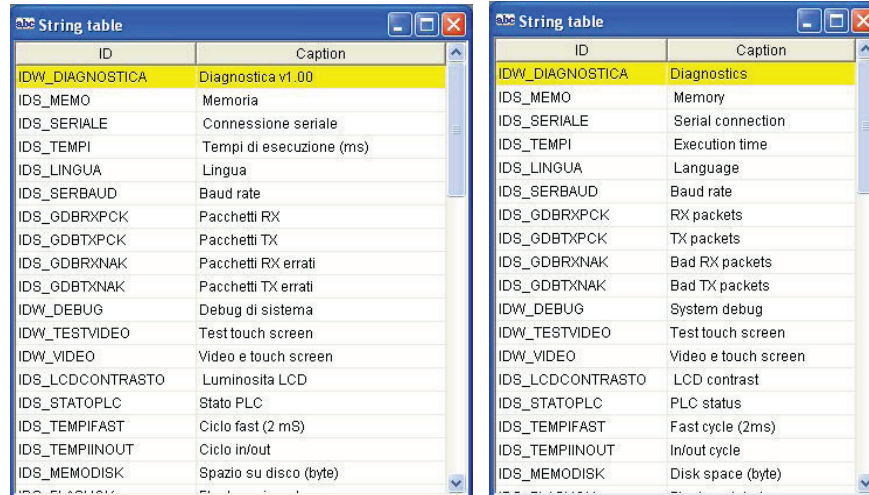 abc String table
ID Caption
IDW_DIAGNOSTICA Diagnostica v1.00
IDS_MEMO Memoria
IDS_SERIALE Connessione seriale
IDS_TEMPI Tempi di esecuzione (ms)
IDS_LINGUA Lingua
IDS_SERBAUD Baud rate
IDS_GDBRXPCK Pacchetti RX
IDS_GDBTXPCK Pacchetti TX
IDS_GDBRXNAK Pacchetti RX errati
IDS_GDBTXNAK Pacchetti TX errati
IDW_DEBUG Debug di sistema
IDW_TESTVIDEO Test touch screen
IDW_VIDEO Video e touch screen
IDS_LCDCONTRASTO Luminosita LCD
IDS_STATOPLC Stato PLC
IDS_TEMPIFAST Ciclo fast (2 mS)
IDS_TEMPIINOUT Ciclo in/out
IDS_MEMODISK Spazio su disco (byte)
abc String table
ID Caption
IDW_DIAGNOSTICA Diagnostics
IDS_MEMO Memory
IDS_SERIALE Serial connection
IDS_TEMPI Execution time
IDS_LINGUA Language
IDS_SERBAUD Baud rate
IDS_GDBRXPCK RX packets
IDS_GDBTXPCK TX packets
IDS_GDBRXNAK Bad RX packets
IDS_GDBTXNAK Bad TX packets
IDW_DEBUG System debug
IDW_TESTVIDEO Test touch screen
IDW_VIDEO Video e touch screen
IDS_LCDCONTRASTO LCD contrast
IDS_STATOPLC PLC status
IDS_TEMPIFAST Fast cycle (2ms)
IDS_TEMPIINOUT In/out cycle
IDS_MEMODISK Disk space (byte)